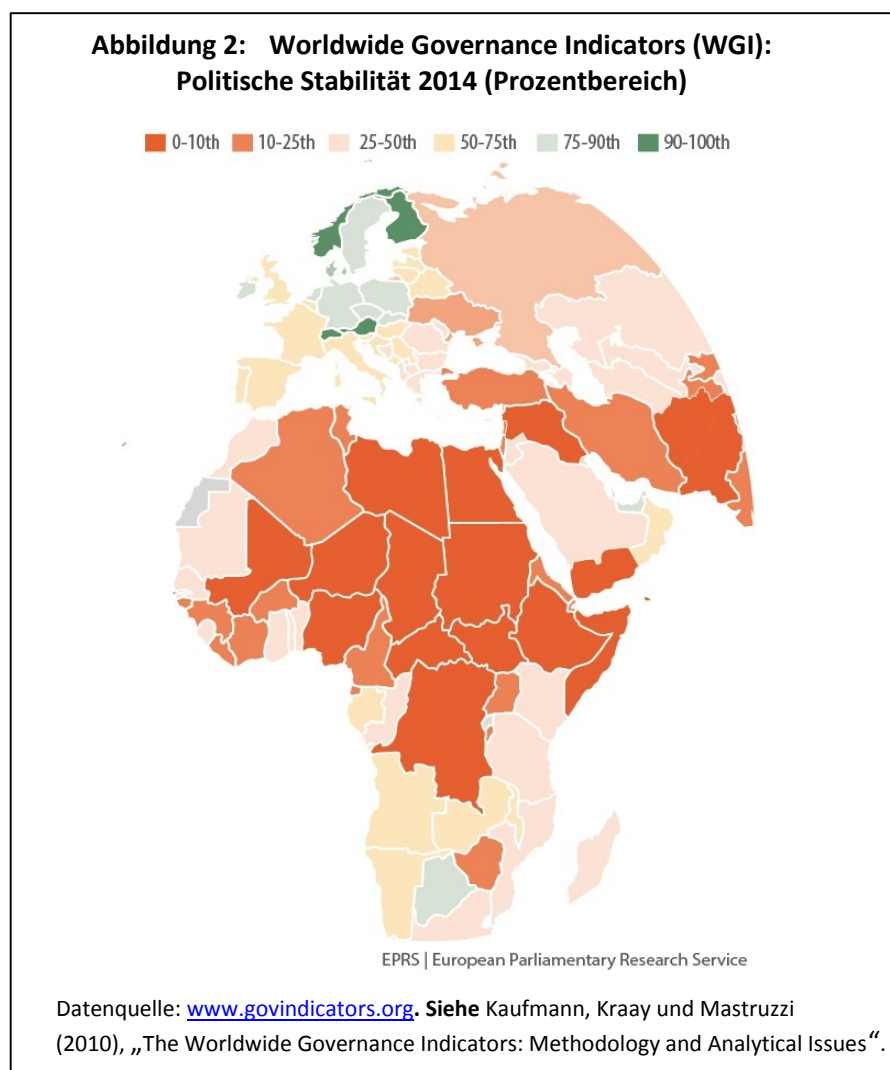 Abbildung 2: Worldwide Governance Indicators (WGI):
Politische Stabilität 2014 (Prozentbereich)
0-10th 10-25th 25-50th 50-75th 75-90th 90-100th
EPRS | European Parliamentary Research Service
Datenquelle: www.govindicators.org. Siehe Kaufmann, Kraay und Mastruzzi
(2010), „The Worldwide Governance Indicators: Methodology and Analytical Issues“.